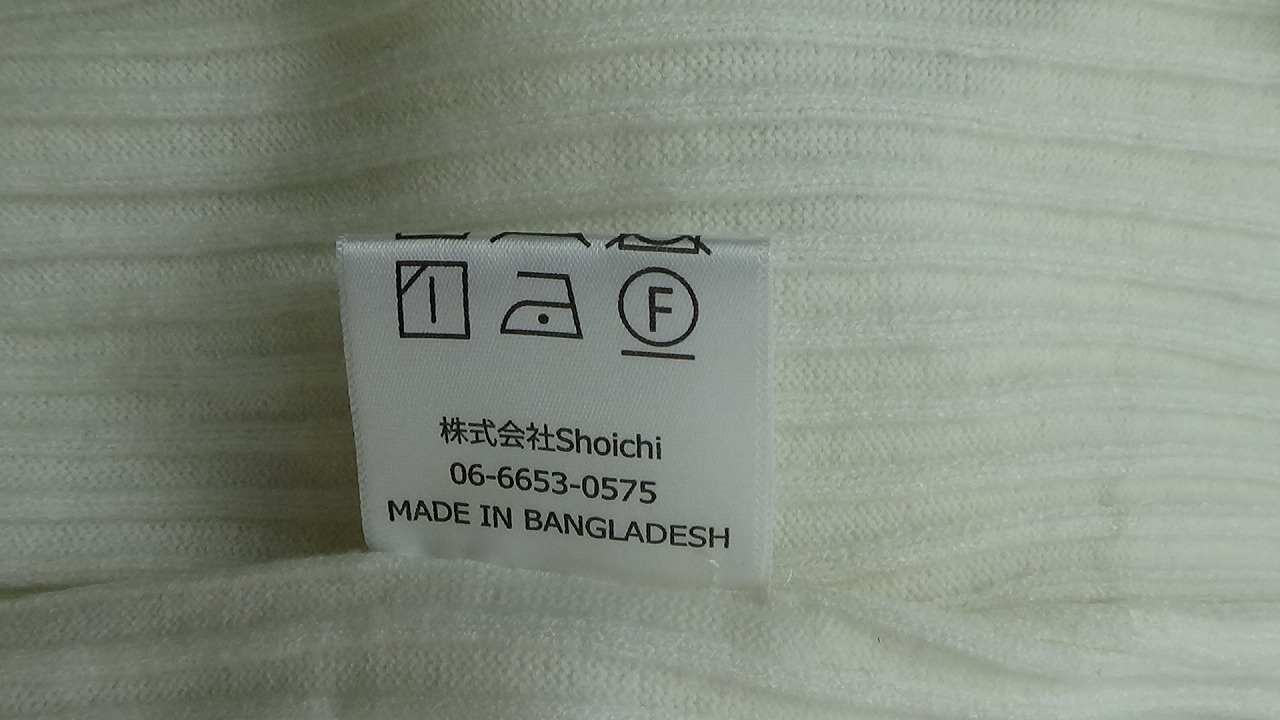 F
株式会社Shoichi
06-6653-0575
MADE IN BANGLADESH